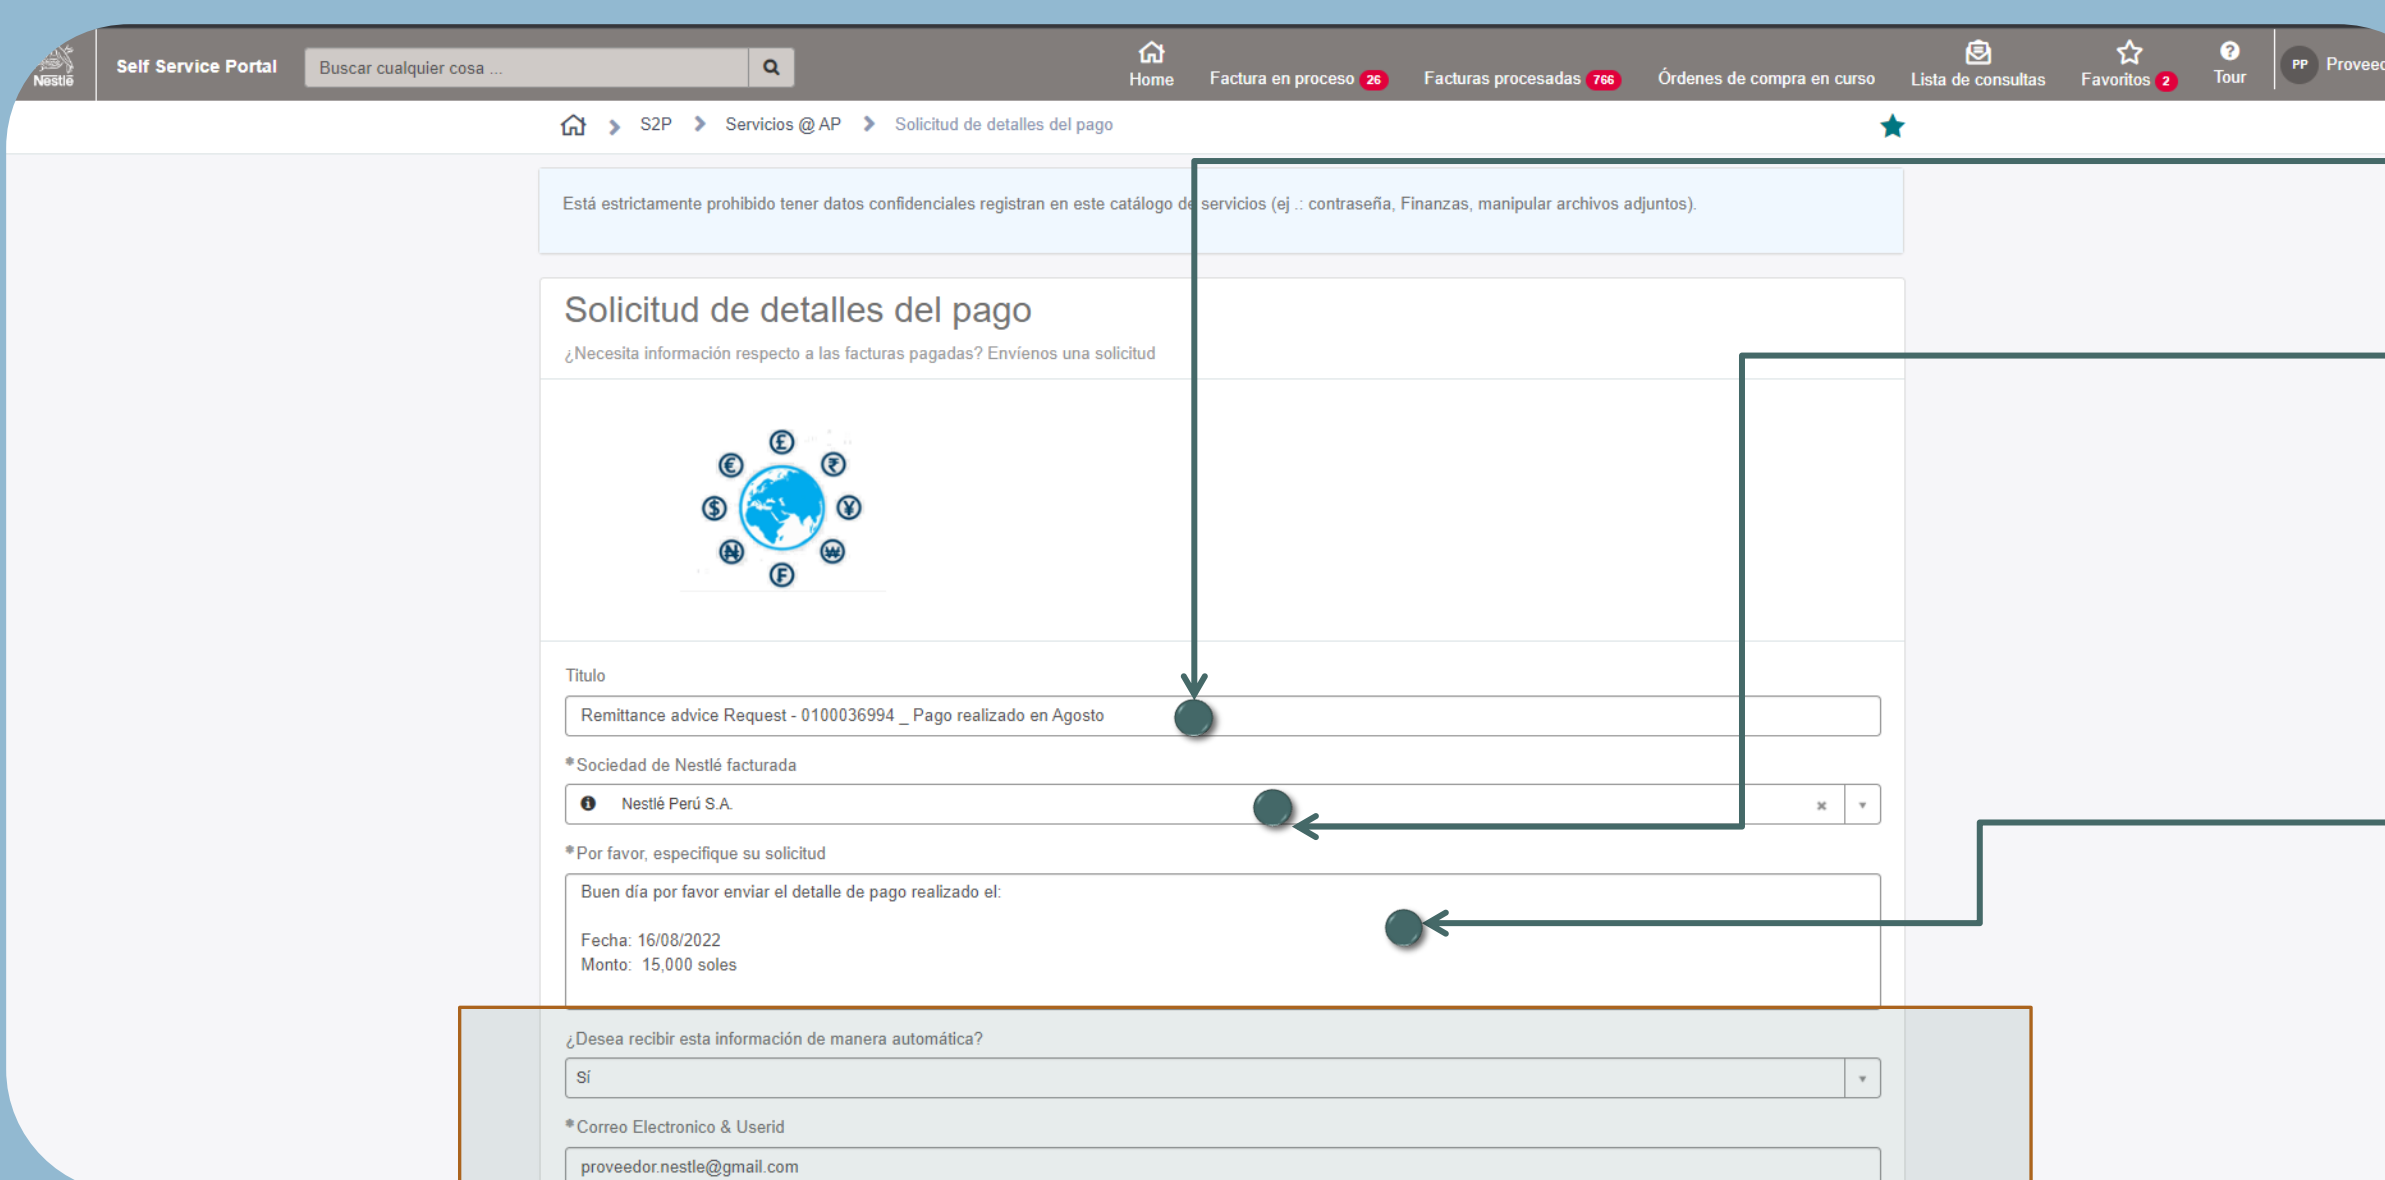 Nestlé
Self Service Portal
Buscar cualquier cosa ...
Home
Factura en proceso 26
Facturas procesadas 766
Órdenes de compra en curso
Lista de consultas
Favoritos 2
Tour
PP
S2P
Servicios @ AP
Solicitud de detalles del pago
Está estrictamente prohibido tener datos confidenciales registran en este catálogo de servicios (ej .: contraseña, Finanzas, manipular archivos adjuntos).
Solicitud de detalles del pago
¿Necesita información respecto a las facturas pagadas? Envíenos una solicitud
Titulo
Remittance advice Request - 0100036994 _ Pago realizado en Agosto
*Sociedad de Nestlé facturada
Nestlé Perú S.A.
*Por favor, especifique su solicitud
Buen día por favor enviar el detalle de pago realizado el:
Fecha: 16/08/2022
Monto: 15,000 soles
¿Desea recibir esta información de manera automática?
Sí
*Correo Electronico & Userid
proveedor.nestle@gmail.com